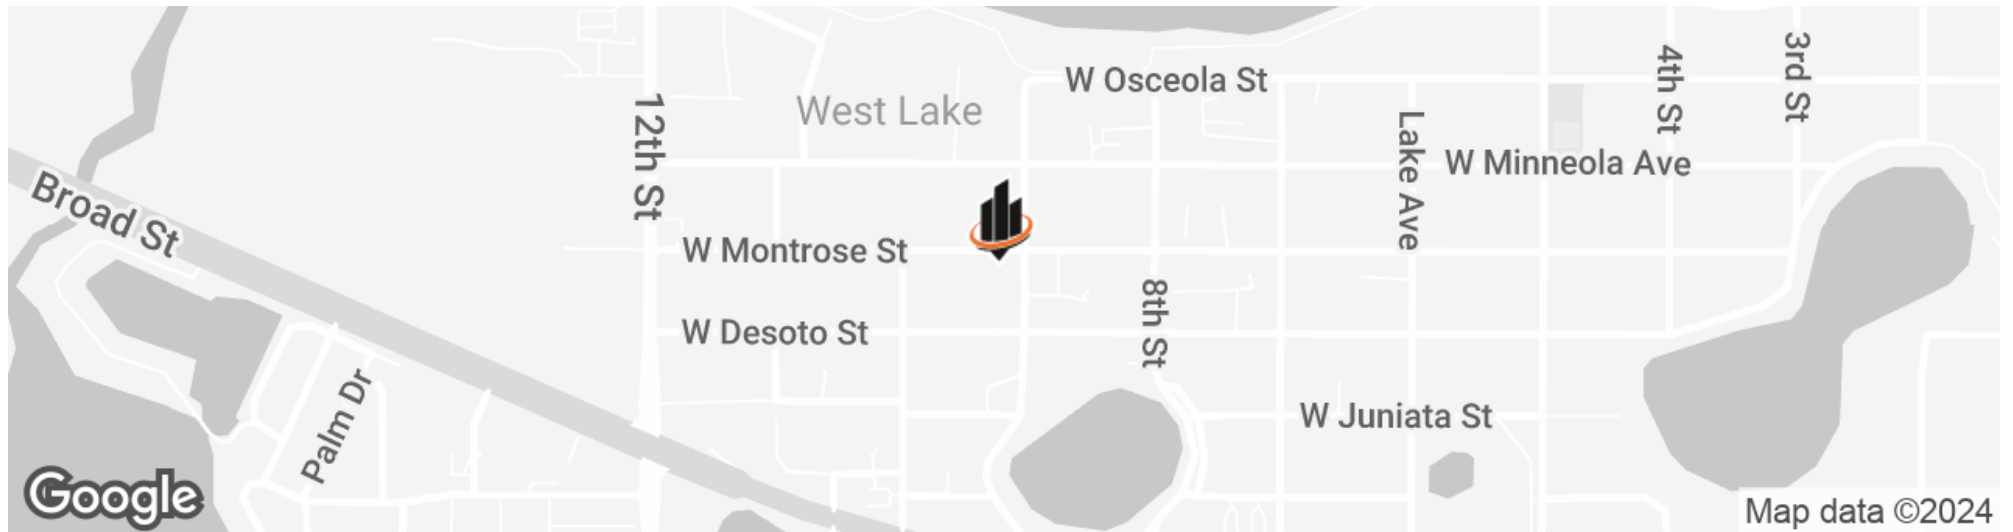 W Osceola St
4th St
3rd St
12th St
West Lake
Lake Ave
W Minneola Ave
Broad St
W Montrose St
8th St
W Desoto St
Palm Dr
W Juniata St
Google
Map data ©2024